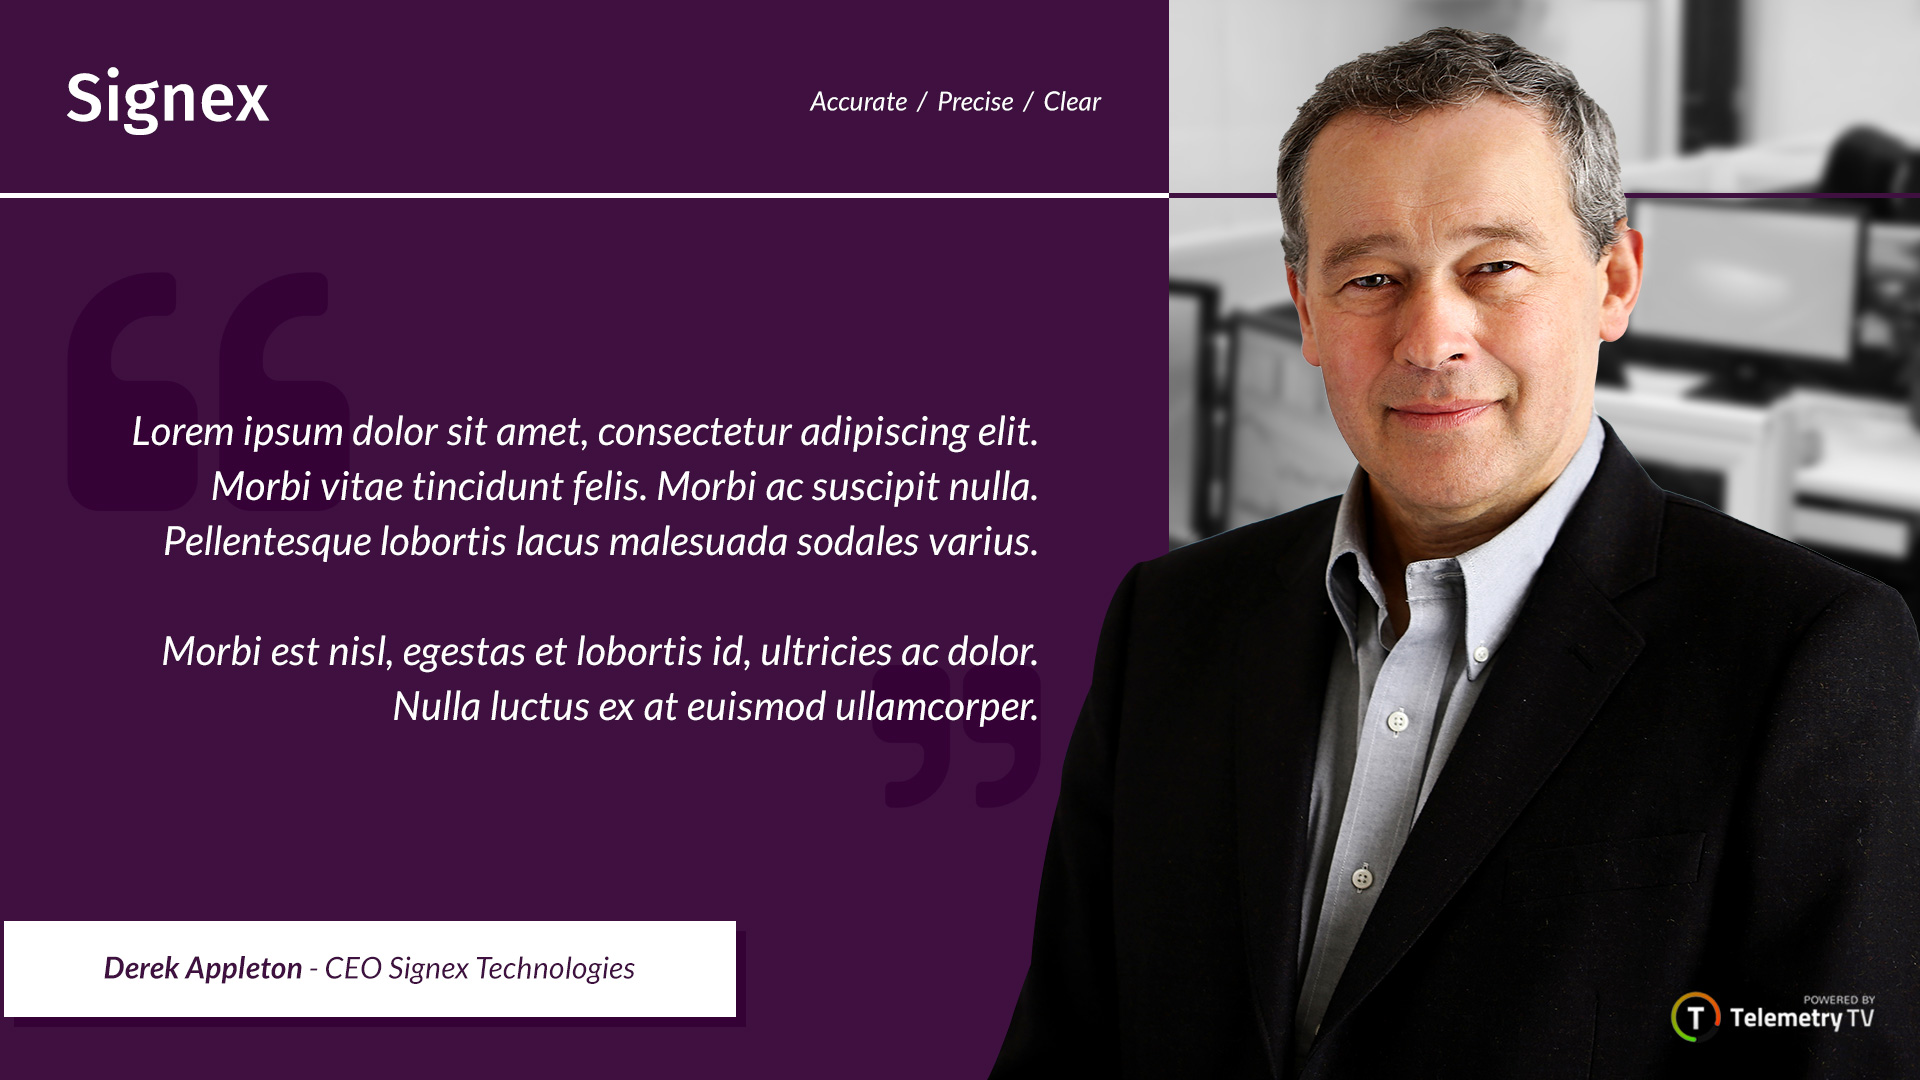 Signex
Accurate / Precise / Clear
Lorem ipsum dolor sit amet, consectetur adipiscing elit.
Morbi vitae tincidunt felis. Morbi ac suscipit nulla.
Pellentesque lobortis lacus malesuada sodales varius.
Morbi est nisl, egestas et lobortis id, ultricies ac dolor.
Nulla luctus ex at euismod ullamcorper.
Derek Appleton - CEO Signex Technologies
POWERED BY
T TelemetryTV